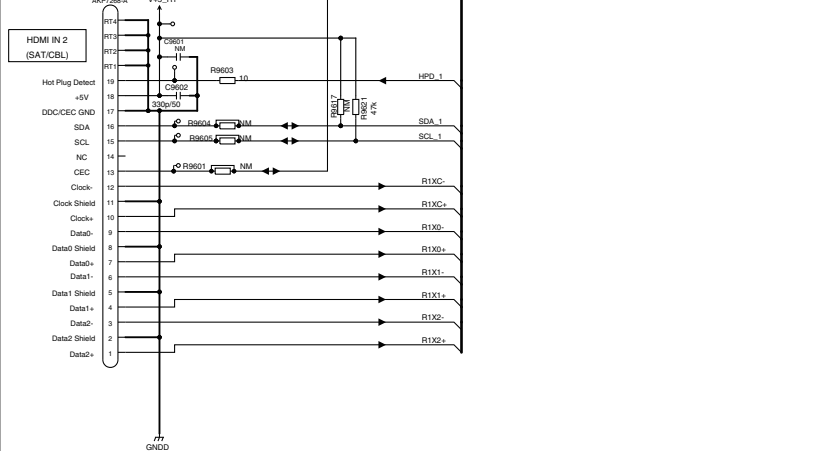 AKP7268-A
V+5_H1
HDMI IN 2
(SAT/CBL)
RT4
RT3
RT2
RT1
C9601
NM
Hot Plug Detect 19 R9603 10 HPD_1
+5V 18 C9602
330p/50
DDC/CEC GND 17
R9617
NM
R9621
47k
SDA 16 R9604 NM SDA_1
SCL 15 R9605 NM SCL_1
NC 14
CEC 13 R9601 NM
Clock- 12 R1XC-
Clock Shield 11
Clock+ 10 R1XC+
Data0- 9 R1X0-
Data0 Shield 8
Data0+ 7 R1X0+
Data1- 6 R1X1-
Data1 Shield 5
Data1+ 4 R1X1+
Data2- 3 R1X2-
Data2 Shield 2
Data2+ 1 R1X2+
GNDD